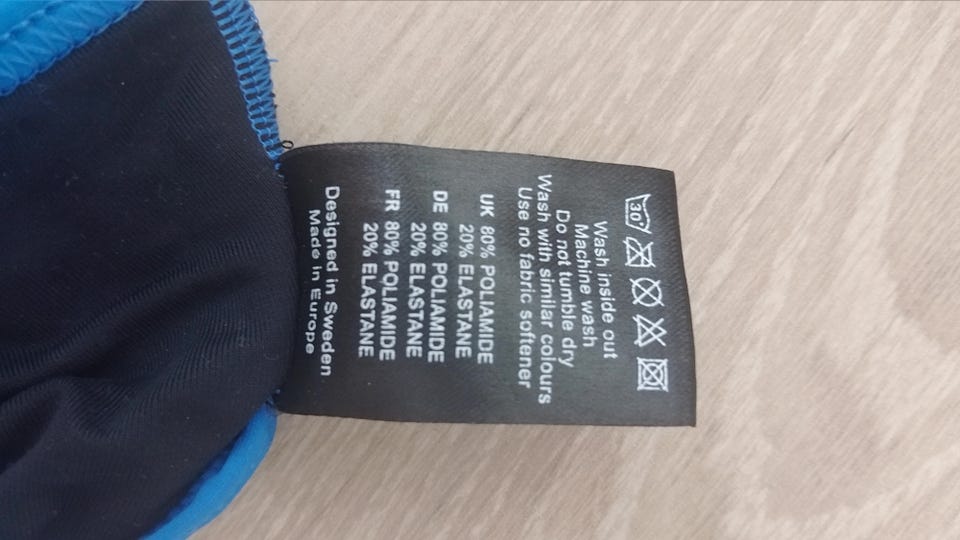 30°
Wash inside out
Machine wash
Do not tumble dry
Wash with similar colours
Use no fabric softener
UK 80% POLIAMIDE
20% ELASTANE
DE 80% POLIAMIDE
20% ELASTANE
FR 80% POLIAMIDE
20% ELASTANE
Designed in Sweden
Made in Europe